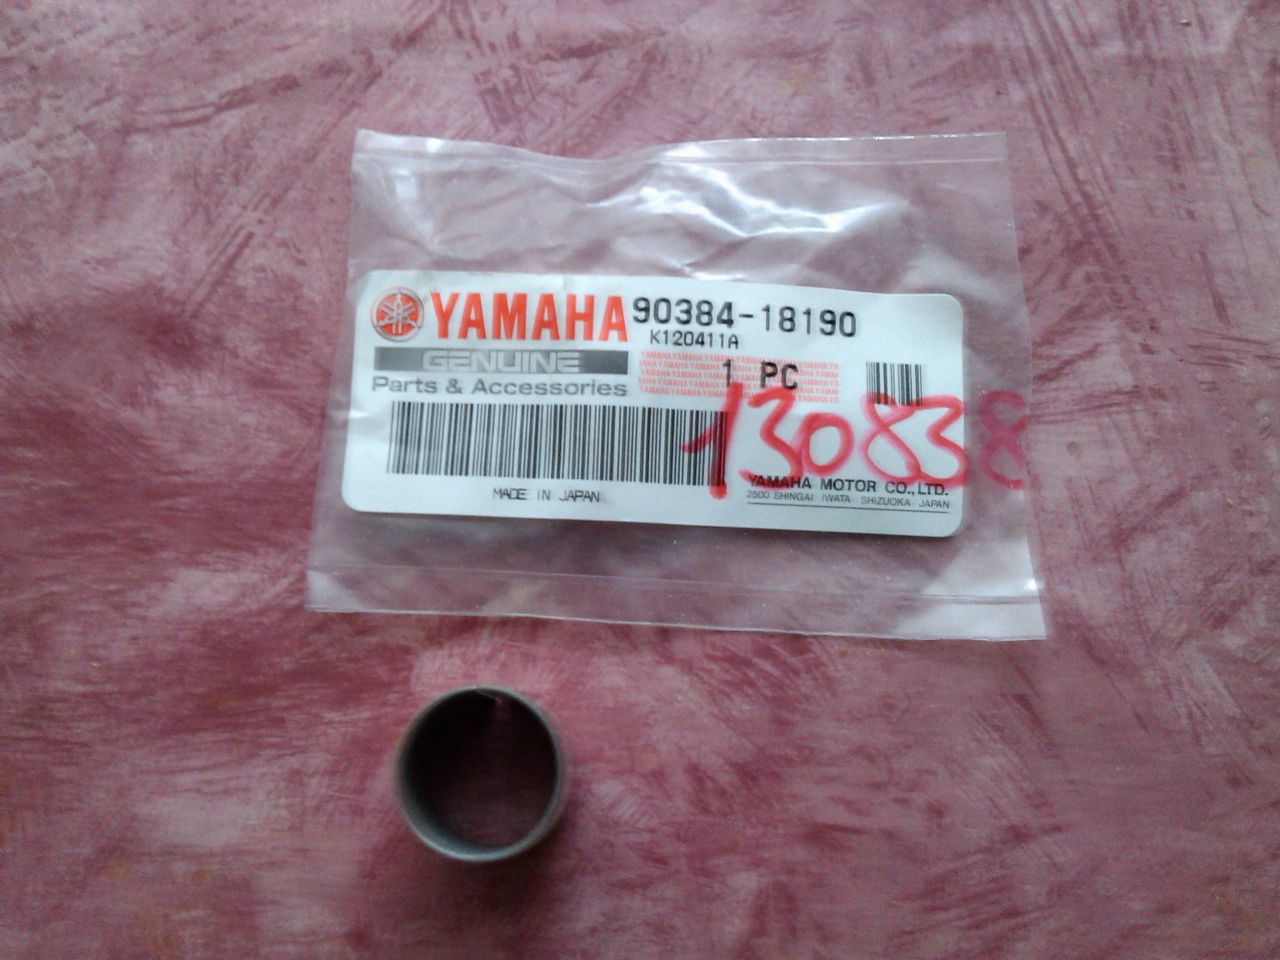 YAMAHA 90384-18190
K120411A
GENUINE
Parts & Accessories
YAMAHAYAMAHAYAMAHAYAMAHAYAMAHAYA
1 PC
130838
MADE IN JAPAN
YAMAHA MOTOR CO., LTD.
2500 SHINGAI IWATA SHIZUOKA JAPAN